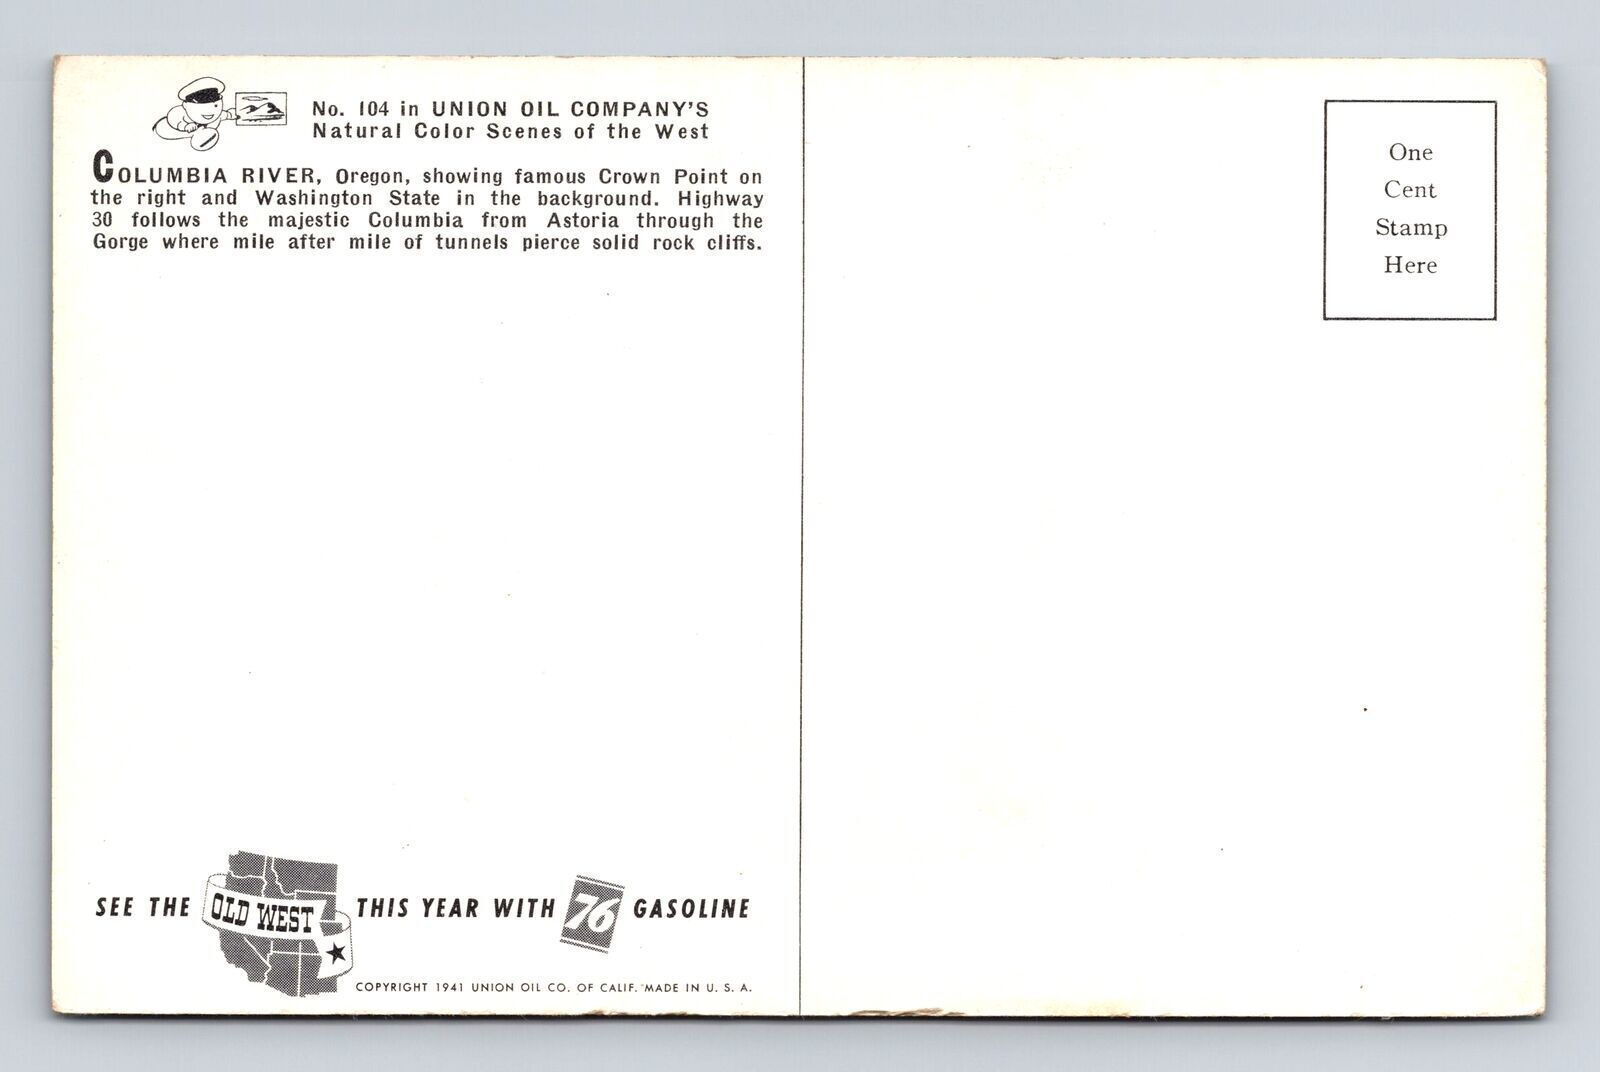 No. 104 in UNION OIL COMPANY'S
Natural Color Scenes of the West
COLUMBIA RIVER, Oregon, showing famous Crown Point on
the right and Washington State in the background. Highway
30 follows the majestic Columbia from Astoria through the
Gorge where mile after mile of tunnels pierce solid rock cliffs.
One
Cent
Stamp
Here
SEE THE OLD WEST THIS YEAR WITH 76 GASOLINE
COPYRIGHT 1941 UNION OIL CO. OF CALIF. MADE IN U. S. A.